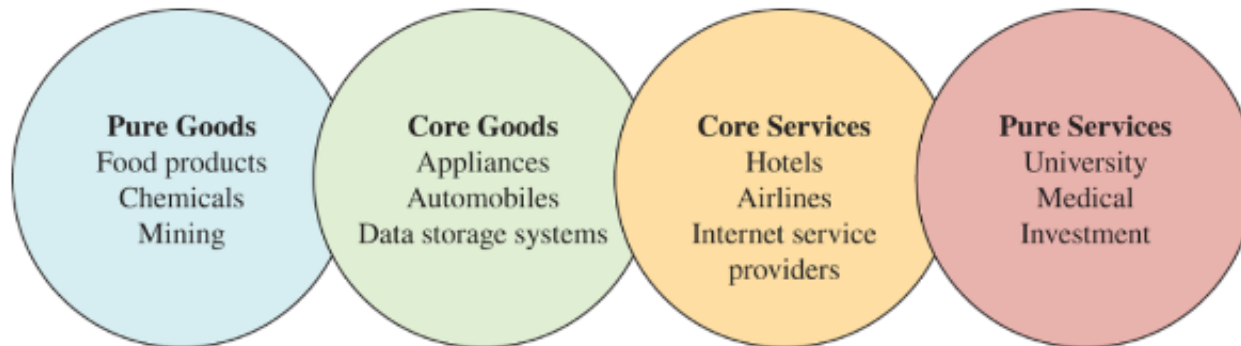 Pure Goods
Food products
Chemicals
Mining
Core Goods
Appliances
Automobiles
Data storage systems
Core Services
Hotels
Airlines
Internet service
providers
Pure Services
University
Medical
Investment